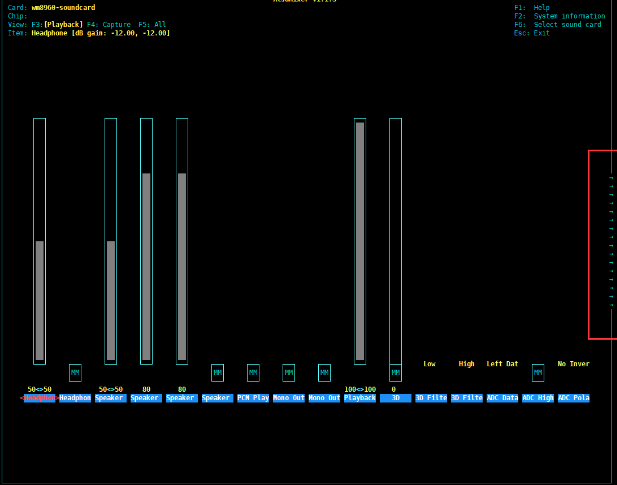 Card: wm8960-soundcard
F1: Help
Chip:
F2: System information
View: F3:[Playback] F4: Capture F5: All
F6: Select sound card
Item: Headphone [dB gain: -12.00, -12.00]
Esc: Exit
Low High Left Dat No Inver
MM MM MM MM MM MM MM
50<>50 50<>50 80 80 100<>100 0
<Headphon> Headphon Speaker Speaker Speaker Speaker PCM Play Mono Out Mono Out Playback 3D 3D Filte 3D Filte ADC Data ADC High ADC Pola